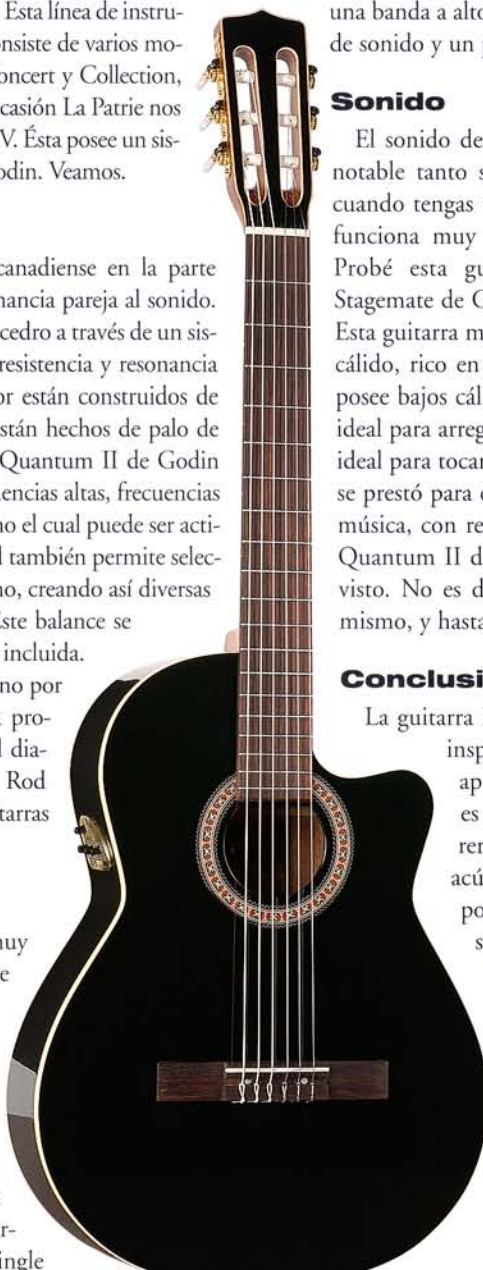 Esta línea de instru-
onsiste de varios mo-
oncert y Collection,
casión La Patrie nos
V. Ésta posee un sis-
odin. Veamos.
canadiense en la parte
nancia pareja al sonido.
cedro a través de un sis-
resistencia y resonancia
or están construidos de
stán hechos de palo de
Quantum II de Godin
iencias altas, frecuencias
no el cual puede ser acti-
l también permite selec-
no, creando así diversas
Este balance se
incluida.
no por
pro-
l dia-
Rod
tarras
nuy
e
r-
ingle
una banda a alto
de sonido y un p
Sonido
El sonido de
notable tanto s
cuando tengas
funciona muy
Probé esta gu
Stagemate de G
Esta guitarra m
cálido, rico en
posee bajos cál
ideal para arreg
ideal para tocar
se prestó para e
música, con re
Quantum II d
visto. No es d
mismo, y hasta
Conclusi
La guitarra
insp
ap
es
rer
acú
po
s